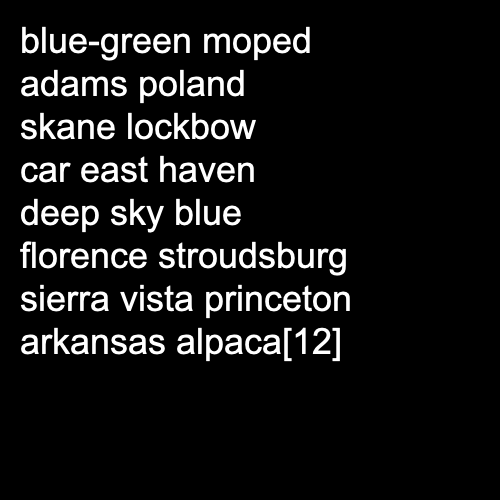 blue-green moped
adams poland
skane lockbow
car east haven
deep sky blue
florence stroudsburg
sierra vista princeton
arkansas alpaca[12]